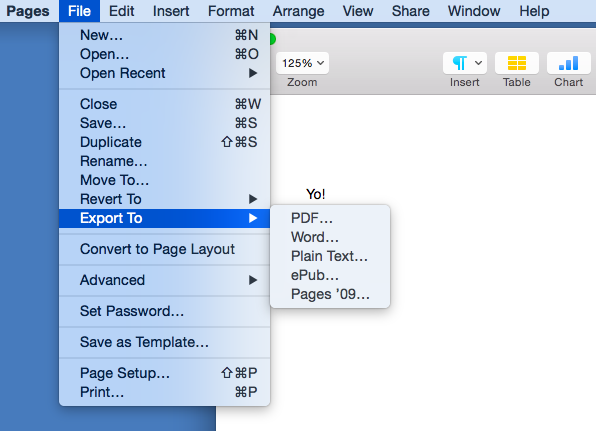 Pages File Edit Insert Format Arrange View Share Window Help
New… ⌘N
Open… ⌘O
Open Recent ▶
Close ⌘W
Save… ⌘S
Duplicate ⇧⌘S
Rename…
Move To…
Revert To ▶
Export To ▶
Convert to Page Layout
Advanced ▶
Set Password…
Save as Template…
Page Setup… ⇧⌘P
Print… ⌘P
125%
Zoom
Insert
Table
Chart
Yo!
PDF…
Word…
Plain Text…
ePub…
Pages ’09…